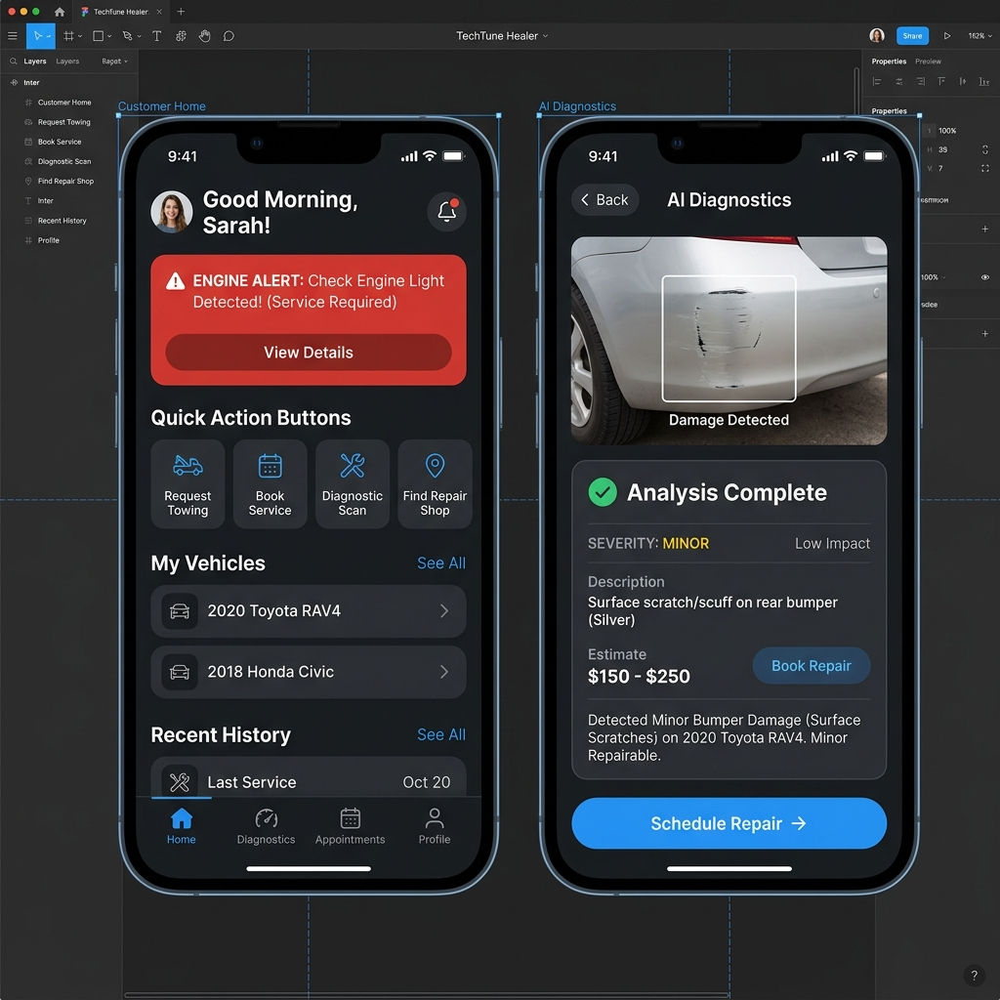 TechTune Healer
TechTune Healer
Share
162%
Layers
Layers
Inter
Customer Home
Request Towing
Book Service
Diognostic Scan
Find Repair Shop
Inter
Recent History
Profile
Properties
Preview
Properties
100%
39
7
100%
Customer Home
9:41
Good Morning,
Sarah!
ENGINE ALERT: Check Engine Light
Detected! (Service Required)
View Details
Quick Action Buttons
Request
Towing
Book
Service
Diagnostic
Scan
Find Repair
Shop
My Vehicles
See All
2020 Toyota RAV4
2018 Honda Civic
Recent History
See All
Last Service
Oct 20
Home
Diagnostics
Appointments
Profile
AI Diagnostics
9:41
Back
AI Diagnostics
Damage Detected
Analysis Complete
SEVERITY: MINOR
Low Impact
Description
Surface scratch/scuff on rear bumper
(Silver)
Estimate
$150 - $250
Book Repair
Detected Minor Bumper Damage (Surface
Scratches) on 2020 Toyota RAV4. Minor
Repairable.
Schedule Repair →
?